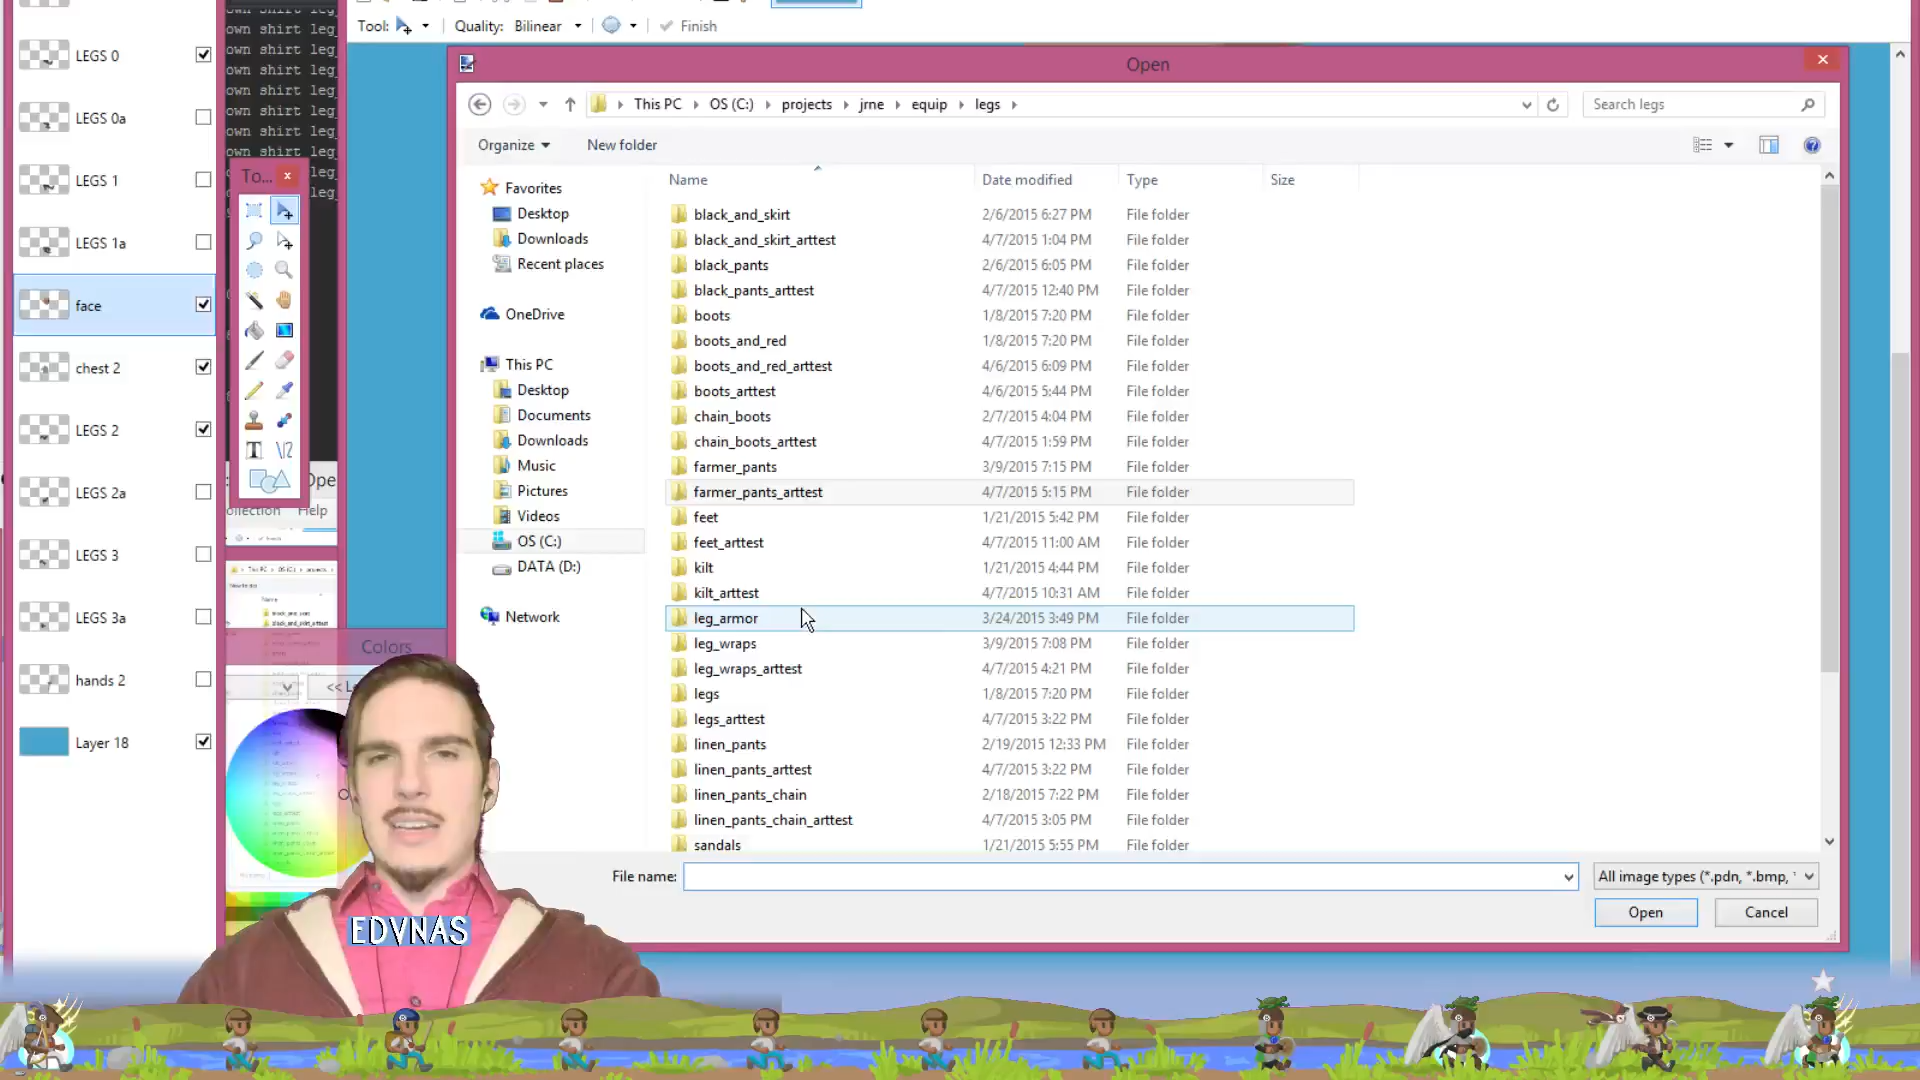 Tool:
Quality: Bilinear
Finish
LEGS 0
LEGS 0a
LEGS 1
LEGS 1a
face
chest 2
LEGS 2
LEGS 2a
LEGS 3
LEGS 3a
hands 2
Layer 18
own shirt leg_
own shirt leg_
own shirt leg_
own shirt leg_
own shirt leg_
own shirt leg_
own shirt leg_
own shirt leg_
To...
Ope
ollection Help
Colors
<< L
Open
This PC
OS (C:)
projects
jrne
equip
legs
Search legs
Organize
New folder
Favorites
Desktop
Downloads
Recent places
OneDrive
This PC
Desktop
Documents
Downloads
Music
Pictures
Videos
OS (C:)
DATA (D:)
Network
Name Date modified Type Size
black_and_skirt 2/6/2015 6:27 PM File folder
black_and_skirt_arttest 4/7/2015 1:04 PM File folder
black_pants 2/6/2015 6:05 PM File folder
black_pants_arttest 4/7/2015 12:40 PM File folder
boots 1/8/2015 7:20 PM File folder
boots_and_red 1/8/2015 7:20 PM File folder
boots_and_red_arttest 4/6/2015 6:09 PM File folder
boots_arttest 4/6/2015 5:44 PM File folder
chain_boots 2/7/2015 4:04 PM File folder
chain_boots_arttest 4/7/2015 1:59 PM File folder
farmer_pants 3/9/2015 7:15 PM File folder
farmer_pants_arttest 4/7/2015 5:15 PM File folder
feet 1/21/2015 5:42 PM File folder
feet_arttest 4/7/2015 11:00 AM File folder
kilt 1/21/2015 4:44 PM File folder
kilt_arttest 4/7/2015 10:31 AM File folder
leg_armor 3/24/2015 3:49 PM File folder
leg_wraps 3/9/2015 7:08 PM File folder
leg_wraps_arttest 4/7/2015 4:21 PM File folder
legs 1/8/2015 7:20 PM File folder
legs_arttest 4/7/2015 3:22 PM File folder
linen_pants 2/19/2015 12:33 PM File folder
linen_pants_arttest 4/7/2015 3:22 PM File folder
linen_pants_chain 2/18/2015 7:22 PM File folder
linen_pants_chain_arttest 4/7/2015 3:05 PM File folder
sandals 1/21/2015 5:55 PM File folder
File name:
All image types (*.pdn, *.bmp, *
Open
Cancel
EDVNAS